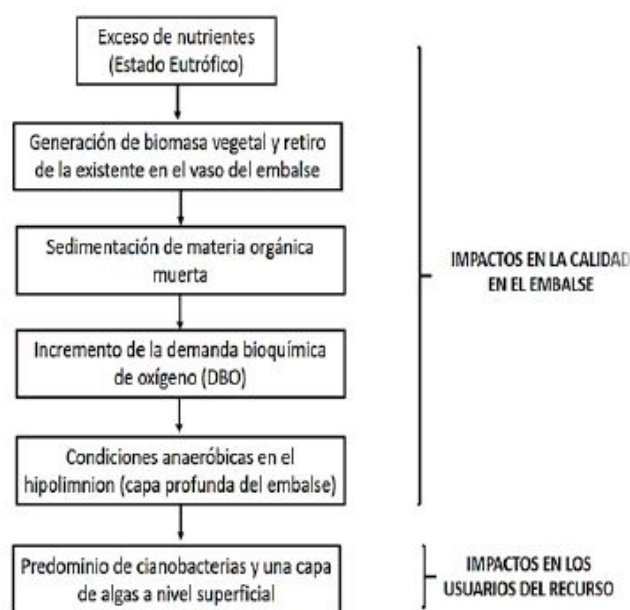 Exceso de nutrientes
(Estado Eutrófico)
Generación de biomasa vegetal y retiro
de la existente en el vaso del embalse
Sedimentación de materia orgánica
muerta
Incremento de la demanda bioquímica
de oxígeno (DBO)
Condiciones anaeróbicas en el
hipolimnion (capa profunda del embalse)
Predominio de cianobacterias y una capa
de algas a nivel superficial
IMPACTOS EN LA CALIDAD
EN EL EMBALSE
IMPACTOS EN LOS
USUARIOS DEL RECURSO